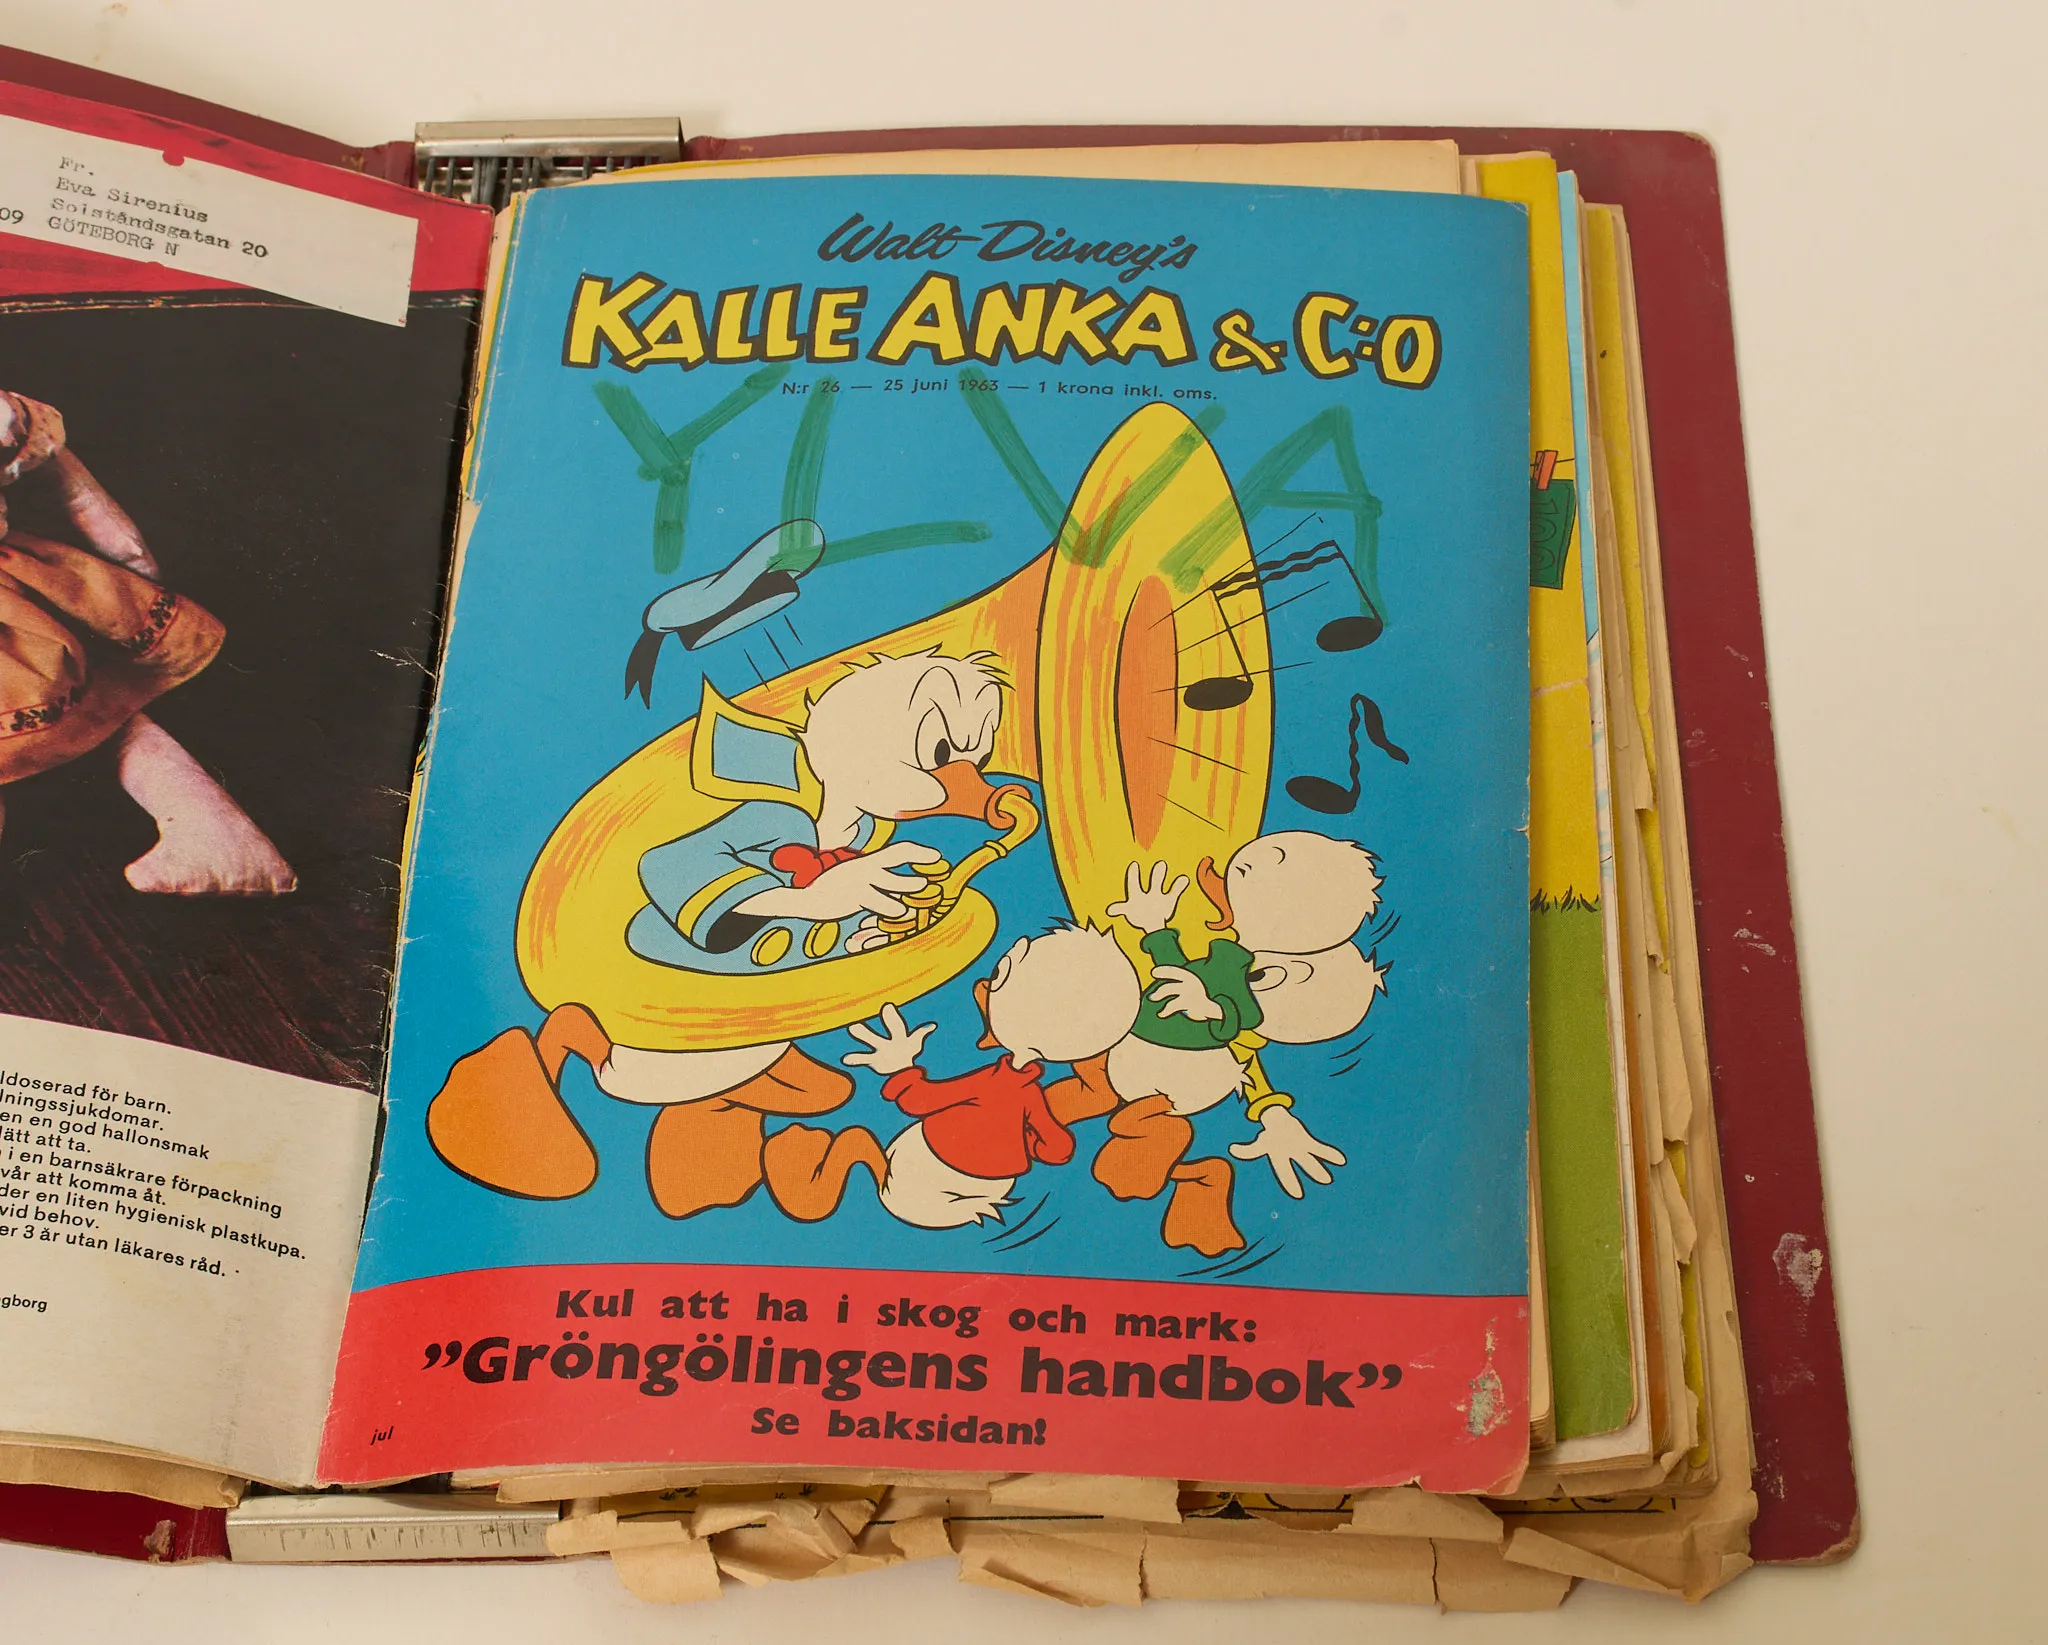 Fr.
Eva Sirenius
09 Solståndsgatan 20
GÖTEBORG N
ldoserad för barn.
lningssjukdomar.
en en god hallonsmak
lätt att ta.
i en barnsäkrare förpackning
vår att komma åt.
der en liten hygienisk plastkupa.
vid behov.
er 3 år utan läkares råd.
gborg
Walt Disney's
KALLE ANKA & C:O
N:r 26 — 25 juni 1963 — 1 krona inkl. oms.
YLVA
Kul att ha i skog och mark:
”Gröngölingens handbok”
Se baksidan!
jul
100